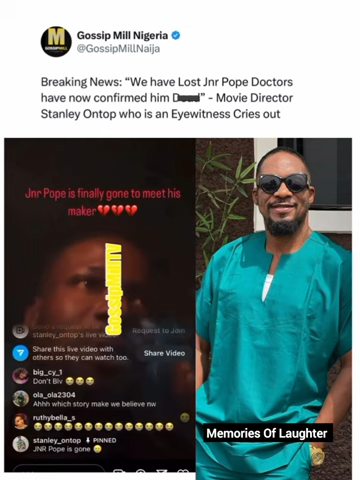 Gossip Mill Nigeria
@GossipMillNaija
Breaking News: “We have Lost Jnr Pope Doctors
have now confirmed him” - Movie Director
Stanley Ontop who is an Eyewitness Cries out
Jnr Pope is finally gone to meet his
maker💔💔💔
GossipMillTV
stanley_ontop's live
Request to Join
Share this live video with
others so they can watch too.
Share Video
big_cy_1
Don't Blv 😭😭😭
ola_ola2304
Ahhh which story make we believe nw
ruthybella_s
stanley_ontop PINNED
JNR Pope is gone 😢
Memories Of Laughter